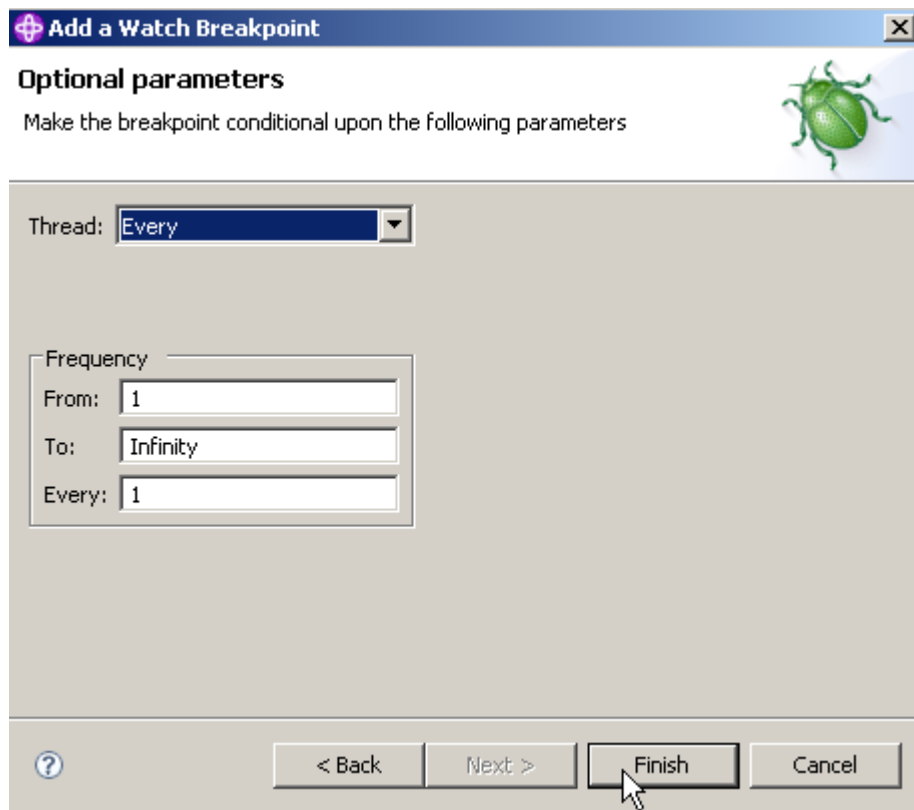 Add a Watch Breakpoint
Optional parameters
Make the breakpoint conditional upon the following parameters
Thread: Every
Frequency
From: 1
To: Infinity
Every: 1
? < Back Next > Finish Cancel